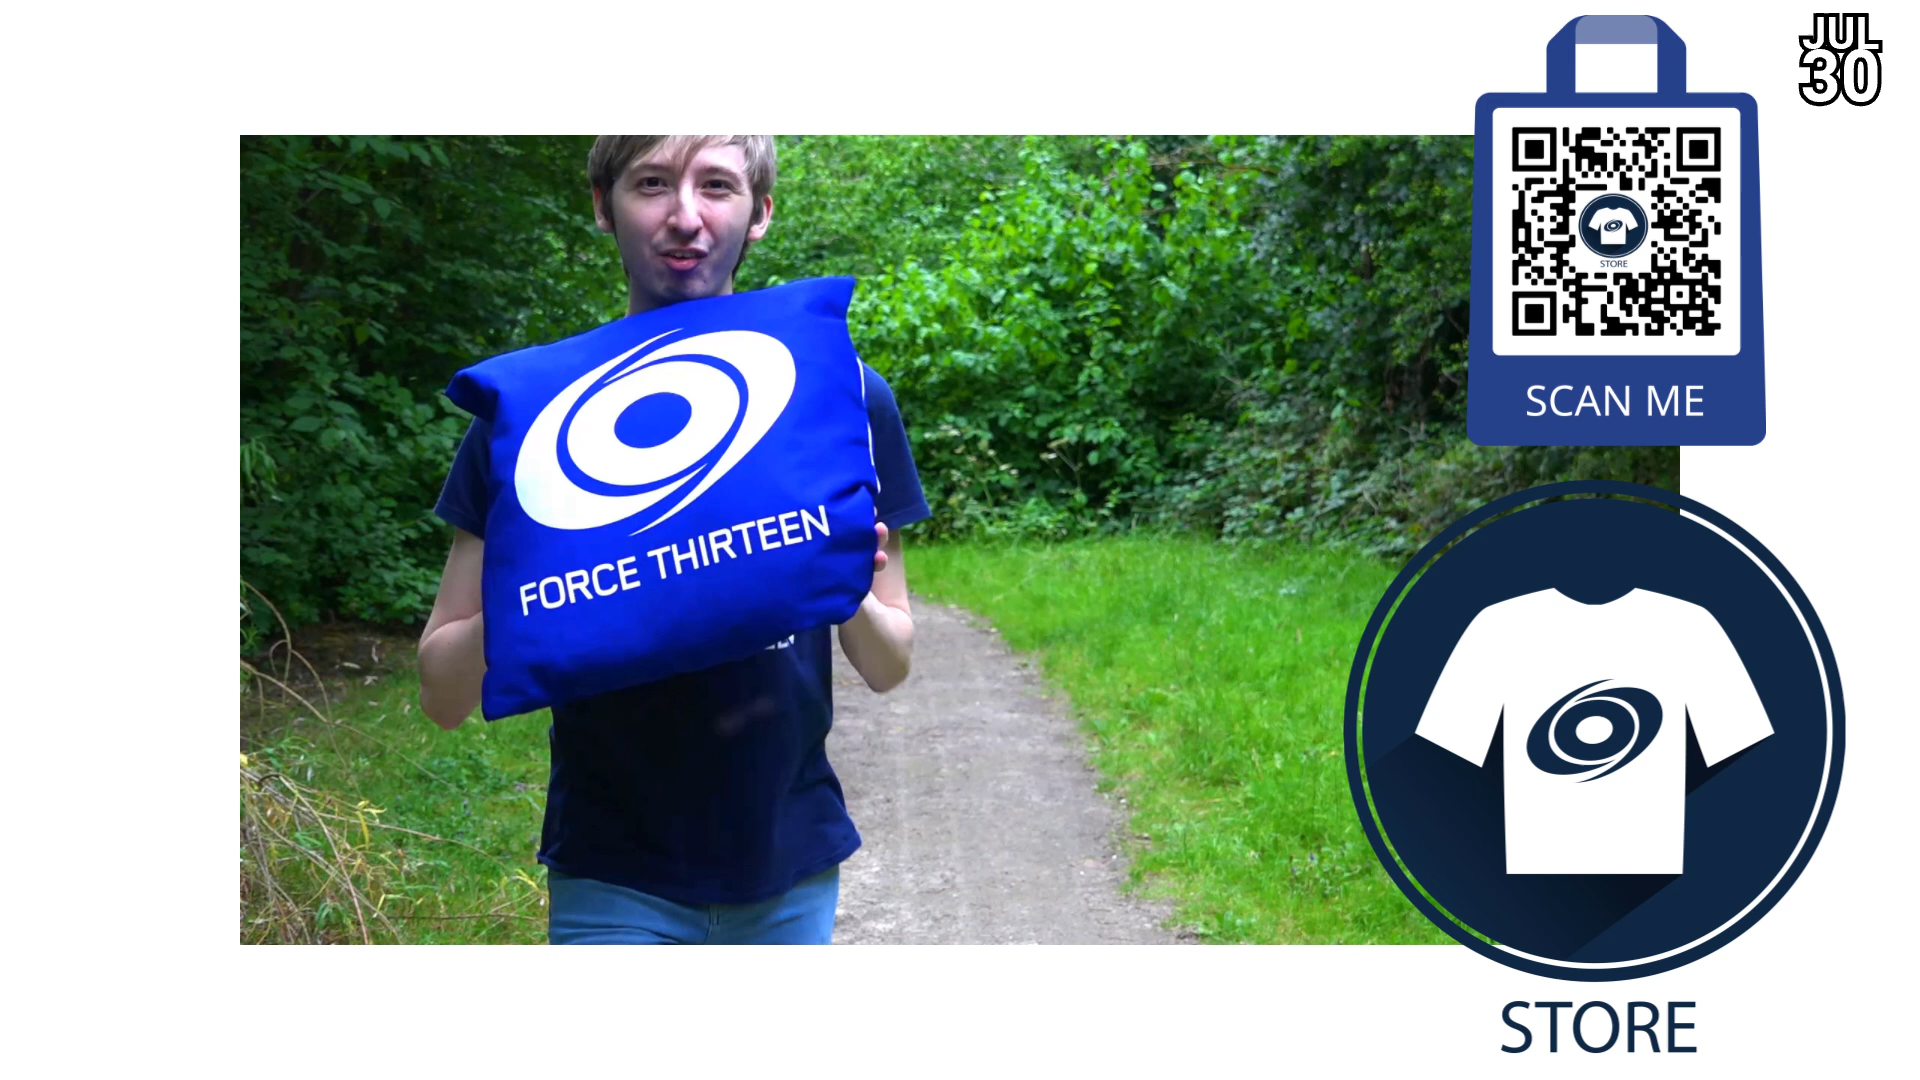 JUL
30
STORE
SCAN ME
FORCE THIRTEEN
STORE